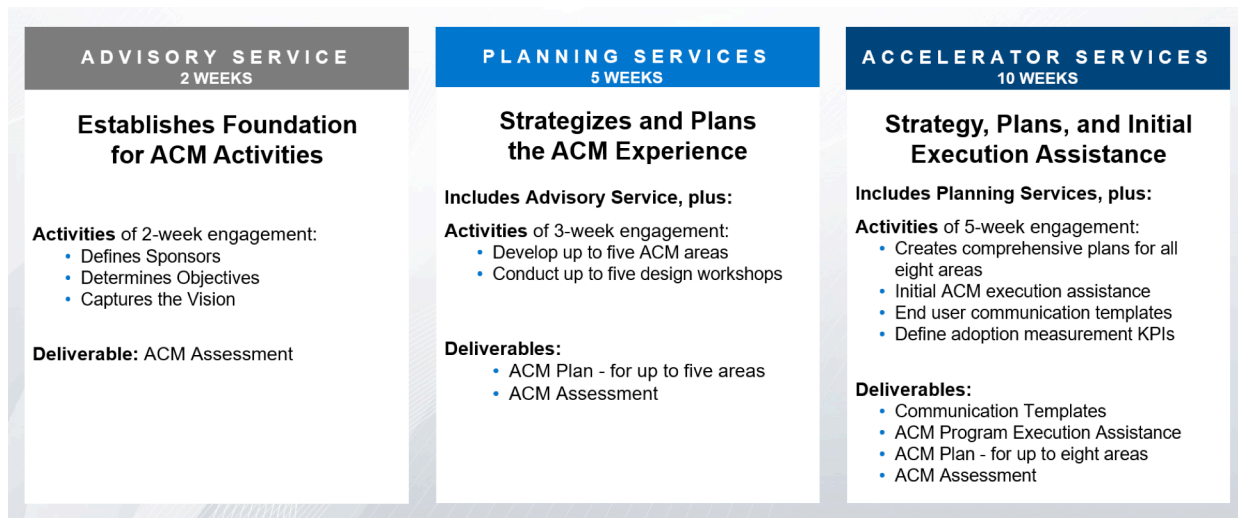 ADVISORY SERVICE
2 WEEKS
Establishes Foundation
for ACM Activities
Activities of 2-week engagement:
• Defines Sponsors
• Determines Objectives
• Captures the Vision
Deliverable: ACM Assessment
PLANNING SERVICES
5 WEEKS
Strategizes and Plans
the ACM Experience
Includes Advisory Service, plus:
Activities of 3-week engagement:
• Develop up to five ACM areas
• Conduct up to five design workshops
Deliverables:
• ACM Plan - for up to five areas
• ACM Assessment
ACCELERATOR SERVICES
10 WEEKS
Strategy, Plans, and Initial
Execution Assistance
Includes Planning Services, plus:
Activities of 5-week engagement:
• Creates comprehensive plans for all
eight areas
• Initial ACM execution assistance
• End user communication templates
• Define adoption measurement KPIs
Deliverables:
• Communication Templates
• ACM Program Execution Assistance
• ACM Plan - for up to eight areas
• ACM Assessment